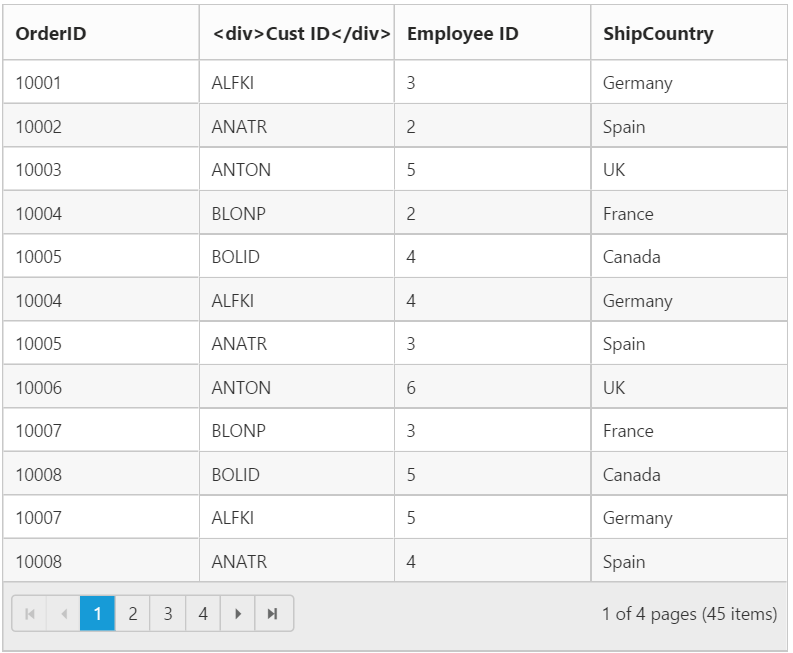 OrderID <div>Cust ID</div> Employee ID ShipCountry
10001 ALFKI 3 Germany
10002 ANATR 2 Spain
10003 ANTON 5 UK
10004 BLONP 2 France
10005 BOLID 4 Canada
10004 ALFKI 4 Germany
10005 ANATR 3 Spain
10006 ANTON 6 UK
10007 BLONP 3 France
10008 BOLID 5 Canada
10007 ALFKI 5 Germany
10008 ANATR 4 Spain
1 2 3 4 1 of 4 pages (45 items)